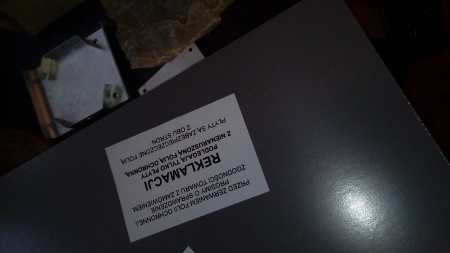 PRZED ZERWANIEM FOLII OCHRONNEJ
PROSIMY O SPRAWDZENIE
ZGODNOŚCI TOWARU Z ZAMÓWIENIEM.
REKLAMACJI
PODLEGAJĄ TYLKO PŁYTY
Z NIENARUSZONĄ FOLIĄ OCHRONNĄ.
PŁYTY SĄ ZABEZPIECZONE FOLIĄ
Z OBU STRON